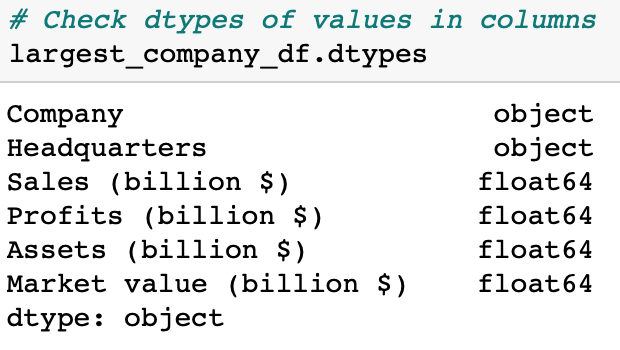 # Check dtypes of values in columns
largest_company_df.dtypes
Company object
Headquarters object
Sales (billion $) float64
Profits (billion $) float64
Assets (billion $) float64
Market value (billion $) float64
dtype: object